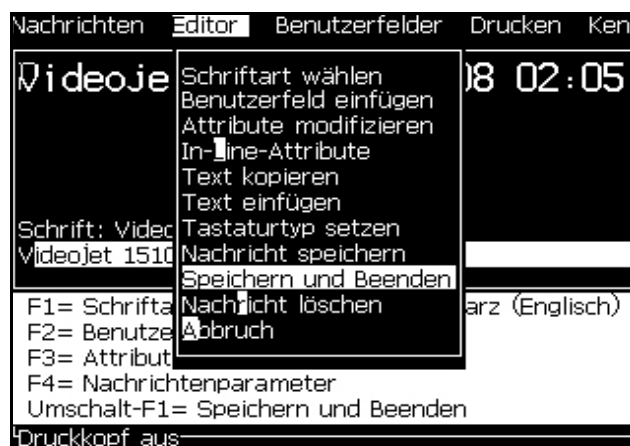 Nachrichten Editor Benutzerfelder Drucken Ken
Videoje 08 02:05
Schriftart wählen
Benutzerfeld einfügen
Attribute modifizieren
In-Line-Attribute
Text kopieren
Text einfügen
Tastaturtyp setzen
Nachricht speichern
Speichern und Beenden
Nachricht löschen
Abbruch
Schrift: Videc
Videojet 1510
F1= Schrifta arz (Englisch)
F2= Benutze
F3= Attribut
F4= Nachrichtenparameter
Umschalt-F1= Speichern und Beenden
Druckkopf aus